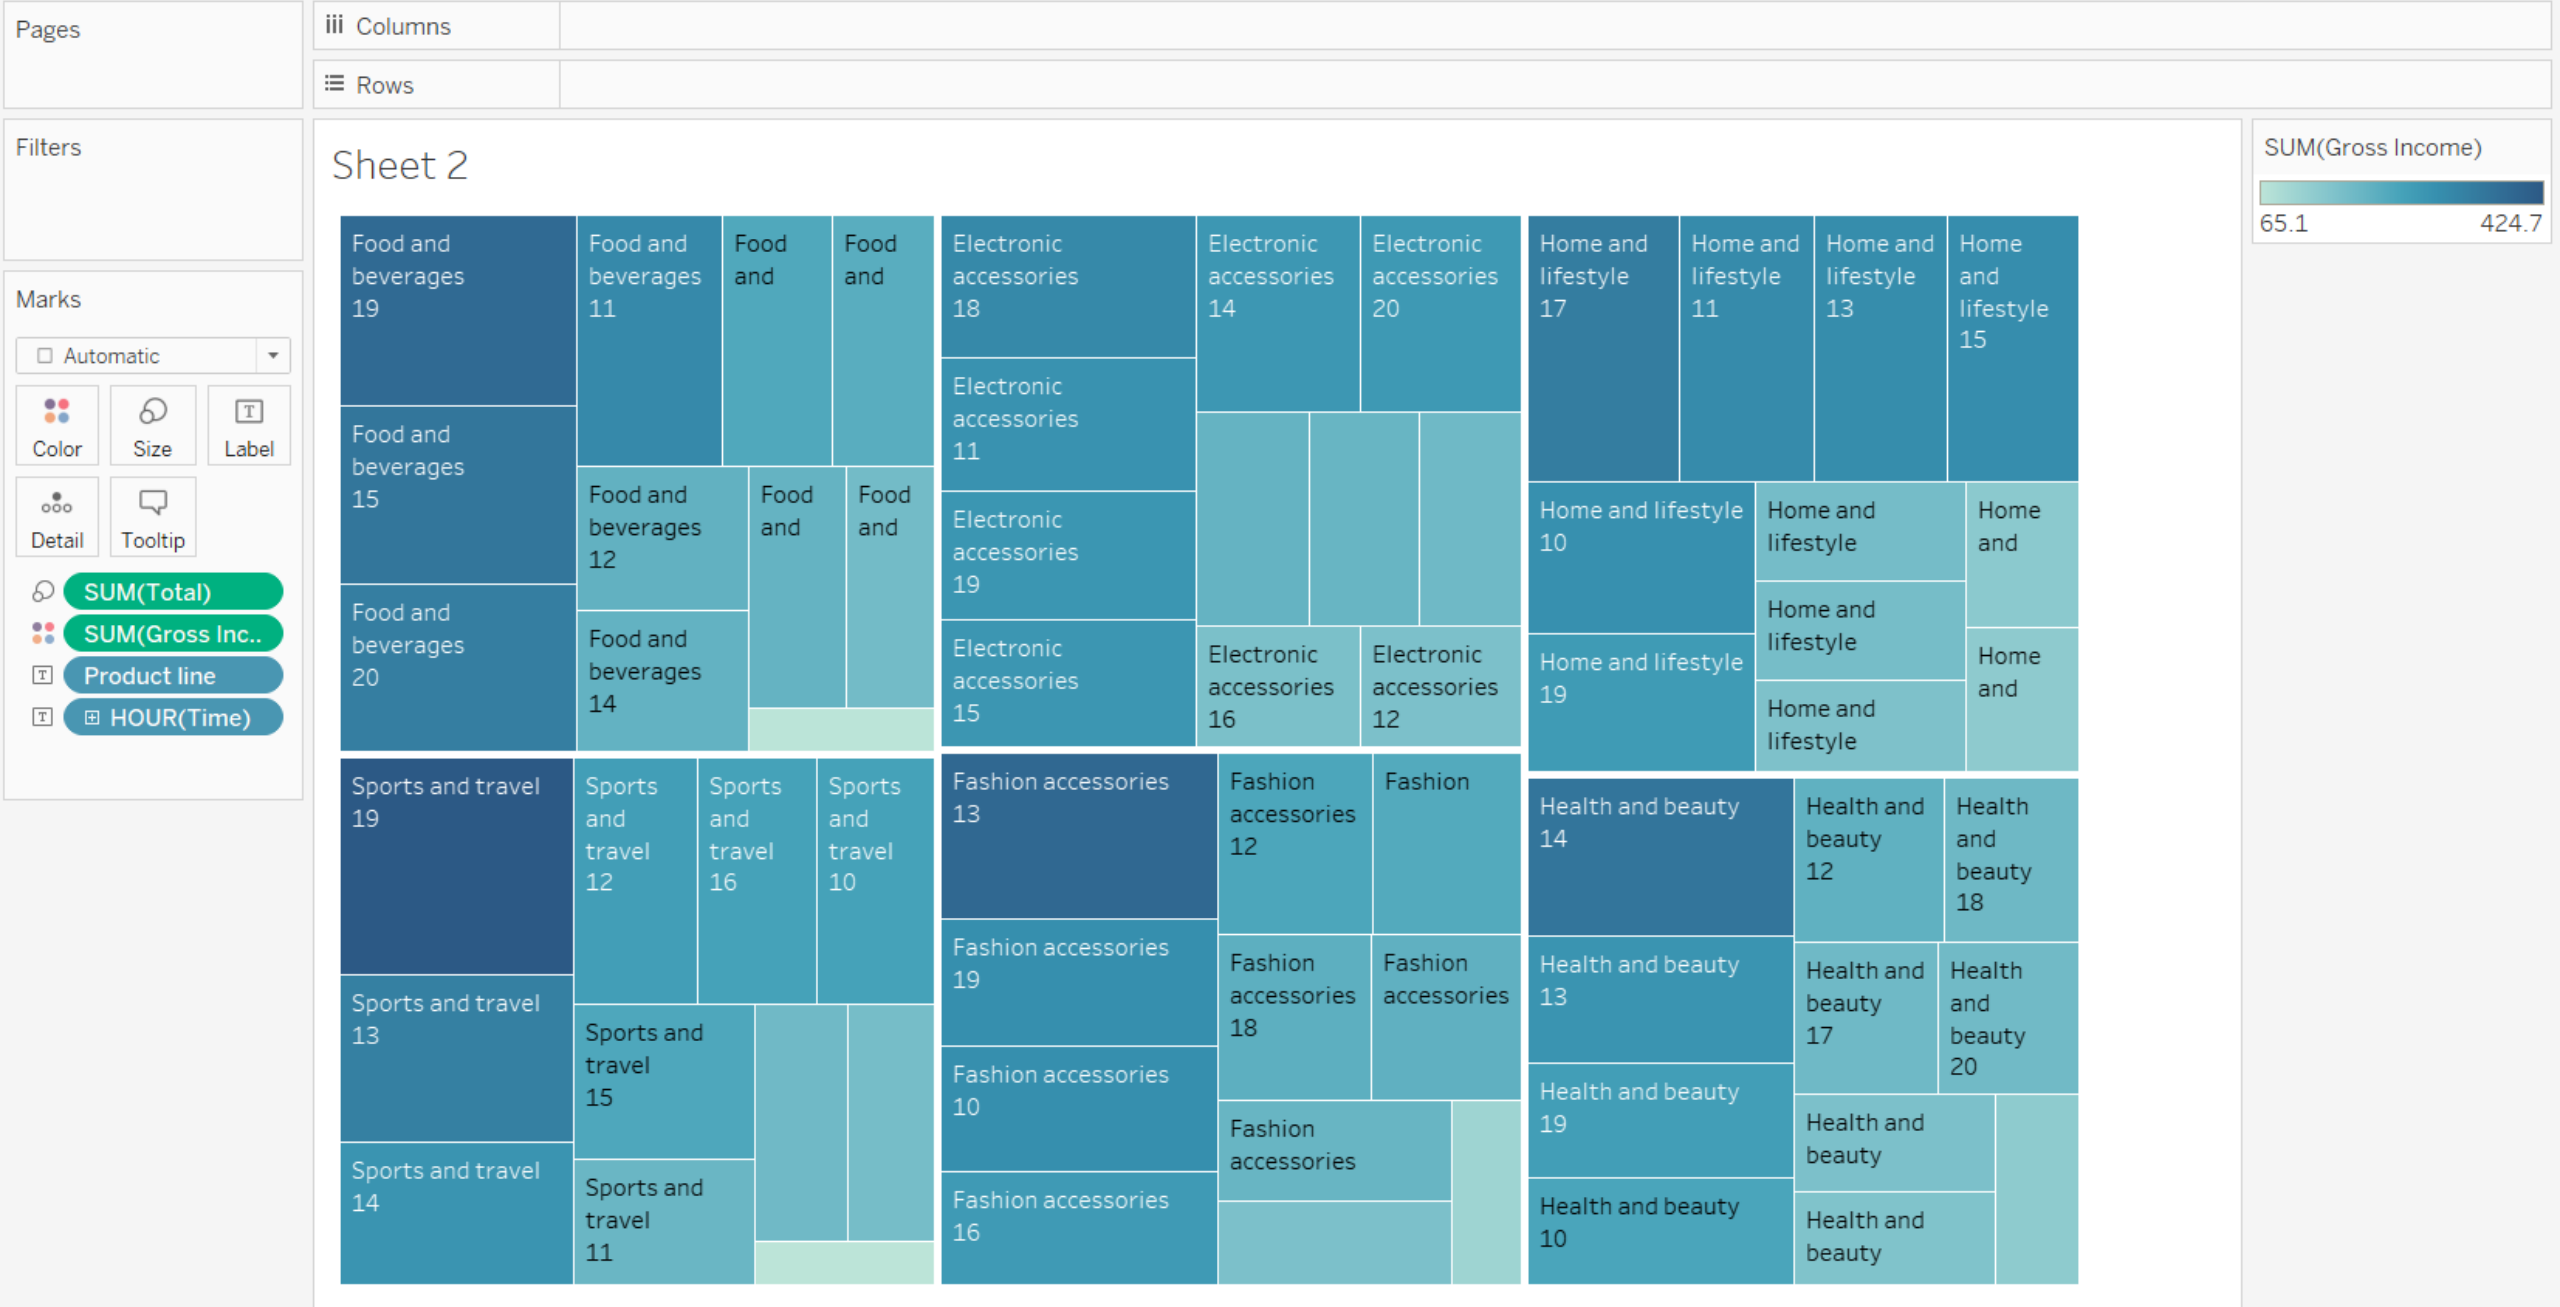 Pages
Columns
Rows
Filters
Marks
Automatic
Color
Size
Label
Detail
Tooltip
SUM(Total)
SUM(Gross Inc..
Product line
HOUR(Time)
Sheet 2
Food and
beverages
19
Food and
beverages
15
Food and
beverages
20
Food and
beverages
11
Food
and
Food
and
Food and
beverages
12
Food and
beverages
14
Food
and
Food
and
Electronic
accessories
18
Electronic
accessories
11
Electronic
accessories
19
Electronic
accessories
15
Electronic
accessories
14
Electronic
accessories
20
Electronic
accessories
16
Electronic
accessories
12
Home and
lifestyle
17
Home and
lifestyle
11
Home and
lifestyle
13
Home
and
lifestyle
15
Home and lifestyle
10
Home and lifestyle
19
Home and
lifestyle
Home and
lifestyle
Home and
lifestyle
Home
and
Home
and
Sports and travel
19
Sports and travel
13
Sports and travel
14
Sports
and
travel
12
Sports
and
travel
16
Sports
and
travel
10
Sports and
travel
15
Sports and
travel
11
Fashion accessories
13
Fashion accessories
19
Fashion accessories
10
Fashion accessories
16
Fashion
accessories
12
Fashion
Fashion
accessories
18
Fashion
accessories
Fashion
accessories
Health and beauty
14
Health and beauty
13
Health and beauty
19
Health and beauty
10
Health and
beauty
12
Health
and
beauty
18
Health and
beauty
17
Health
and
beauty
20
Health and
beauty
Health and
beauty
SUM(Gross Income)
65.1
424.7